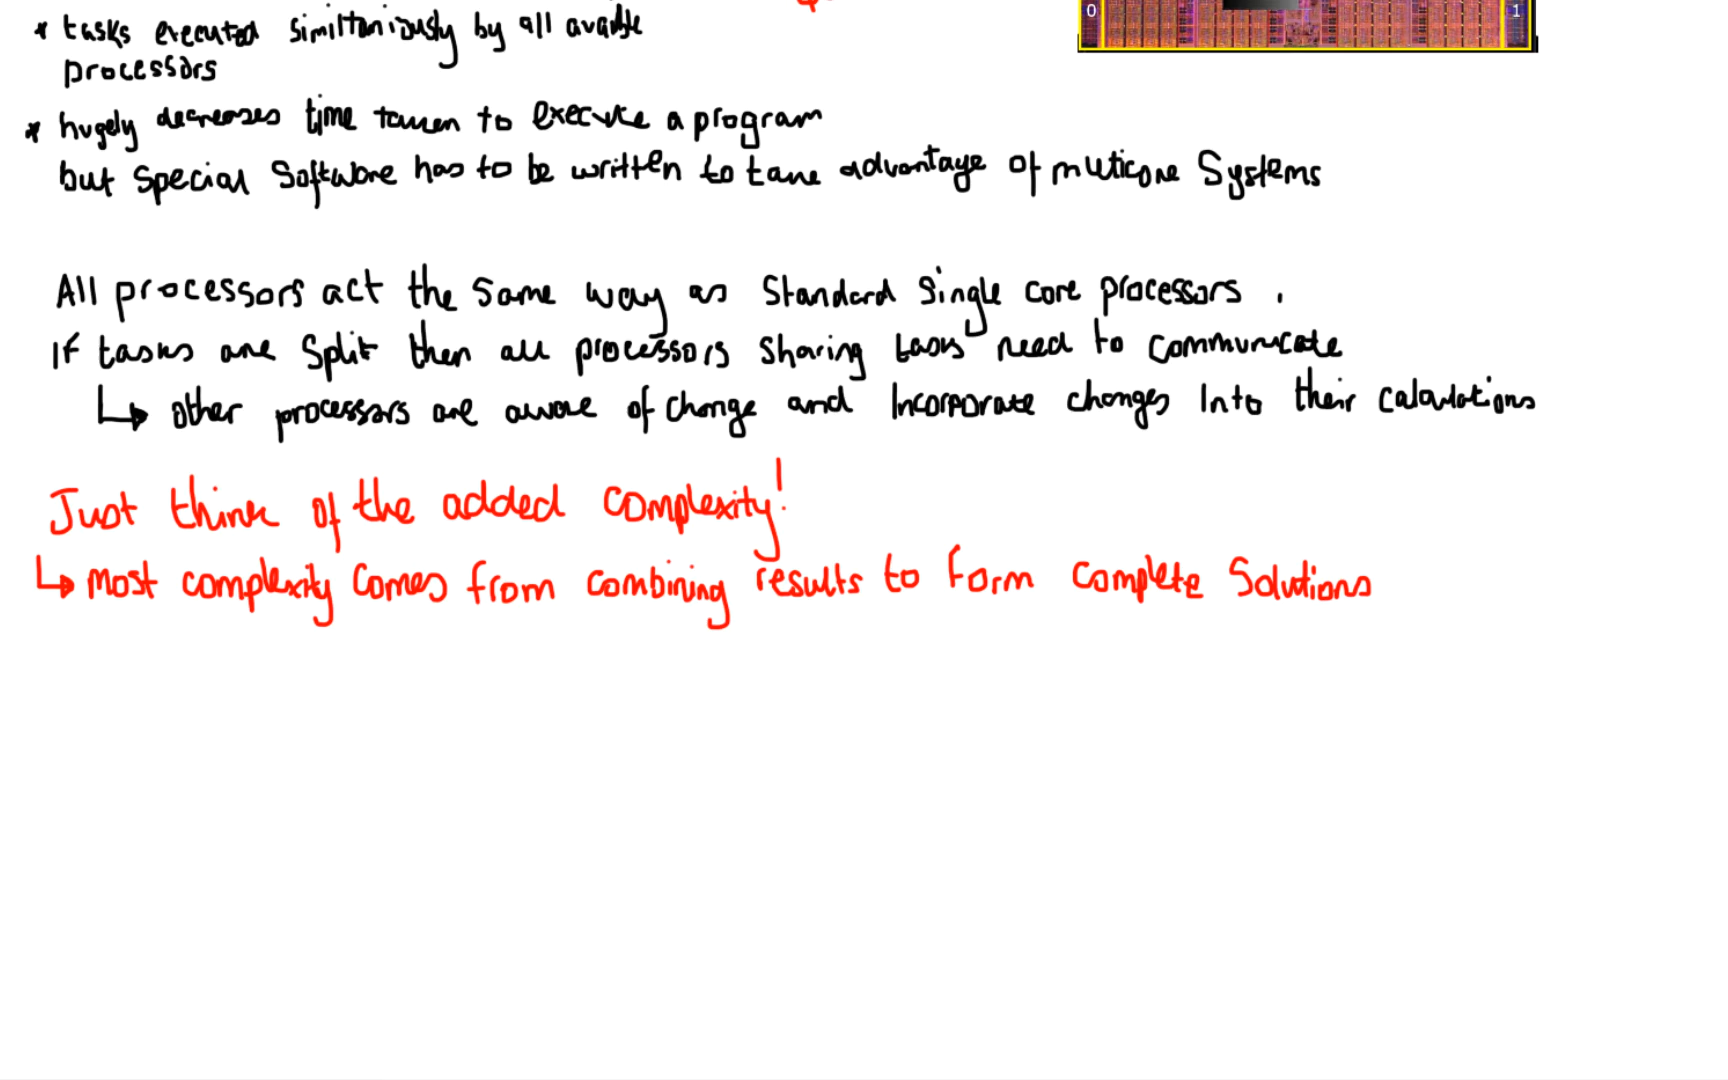 * tasks executed similtaniously by all availble
processors
* hugely decreases time taken to execute a program
but special software has to be written to take advantage of multicore systems
All processors act the same way as standard single core processors.
If tasks are split then all processors sharing tasks need to communicate
↳ other processors are aware of change and incorporate changes into their calculations
Just think of the added complexity!
↳ most complexity comes from combining results to form complete solutions
0 1